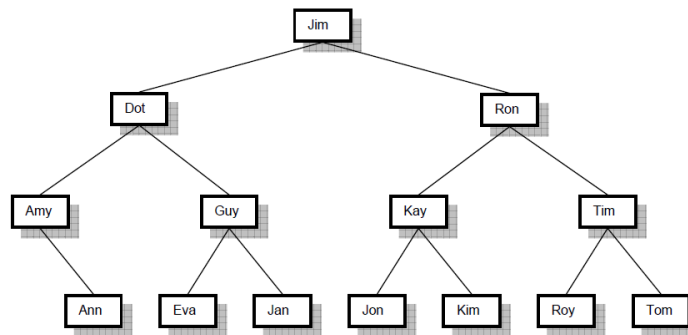 Jim
Dot Ron
Amy Guy Kay Tim
Ann Eva Jan Jon Kim Roy Tom